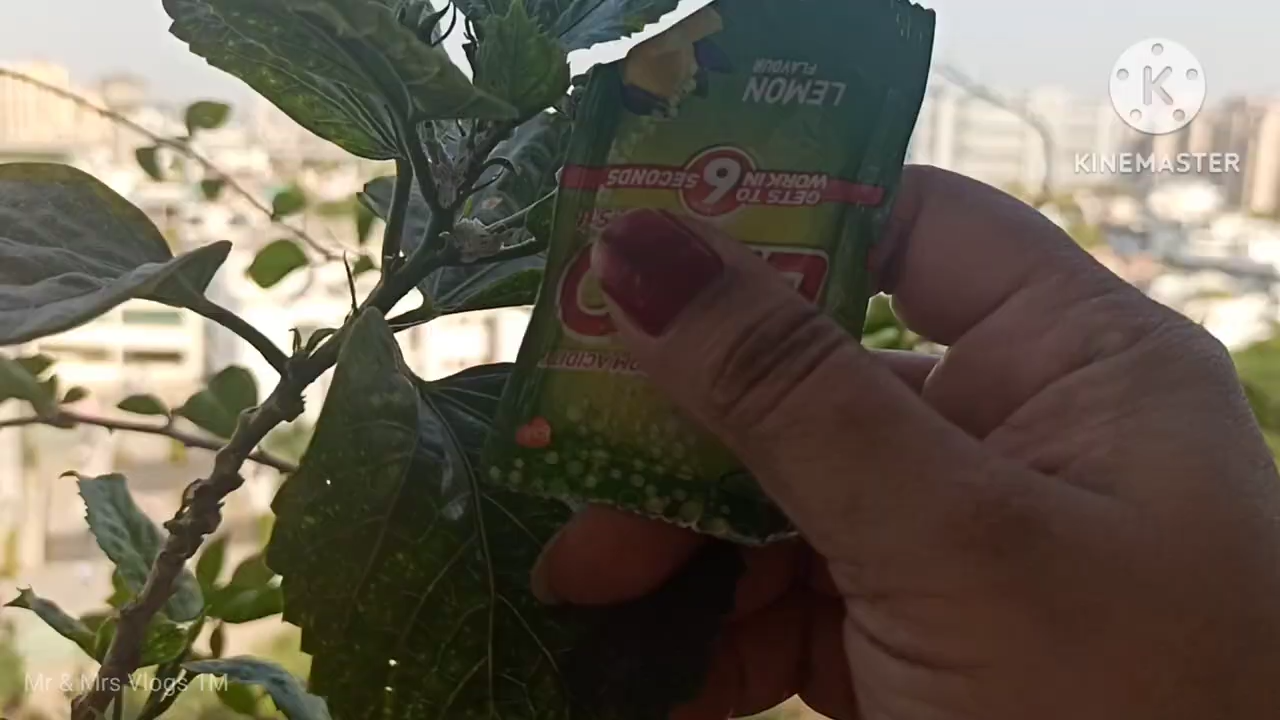 LEMON
FLAVOUR
GETS TO
WORK IN
6
SECONDS
K
KINEMASTER
Mr & Mrs Vlogs TM